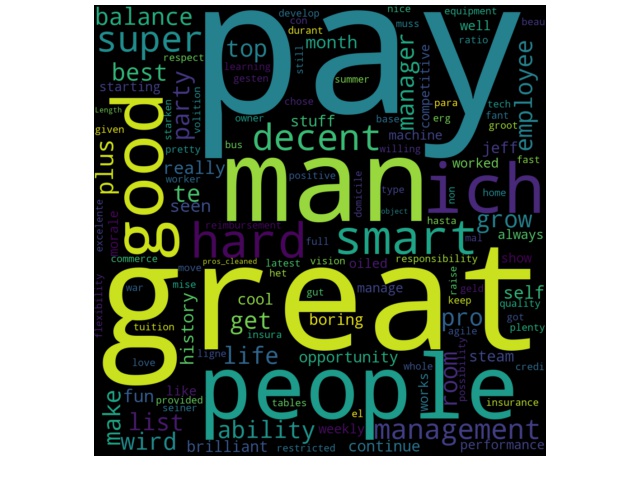 balance
develop
con
nice
equipment
beau
pay
super
durant
muss
well
respect
top
still
month
manager
competitive
ratio
employee
best
learning
gesten
summer
para
tech
starting
party
starken
volition
chose
base
erg
fant
Length
given
owner
stuff
machine
groot
good
plus
pretty
bus
decent
willing
jeff
fast
really
worker
man
positive
type
worked
non
home
te
domicile
object
ich
seen
hasta
grow
excelente
morale
reimbursement
hard
smart
mal
always
great
commerce
pros_cleaned
full
latest
vision
oiled
responsibility
raise
show
flexibility
move
het
geld
war
mise
cool
gut
manage
keep
quality
self
tuition
history
get
boring
pro
got
agile
plenty
love
ligne
insura
life
opportunity
whole
room
possibility
steam
credi
like
people
works
make
fun
provided
tables
el
insurance
list
seiner
ability
weekly
management
wird
brilliant
restricted
continue
performance